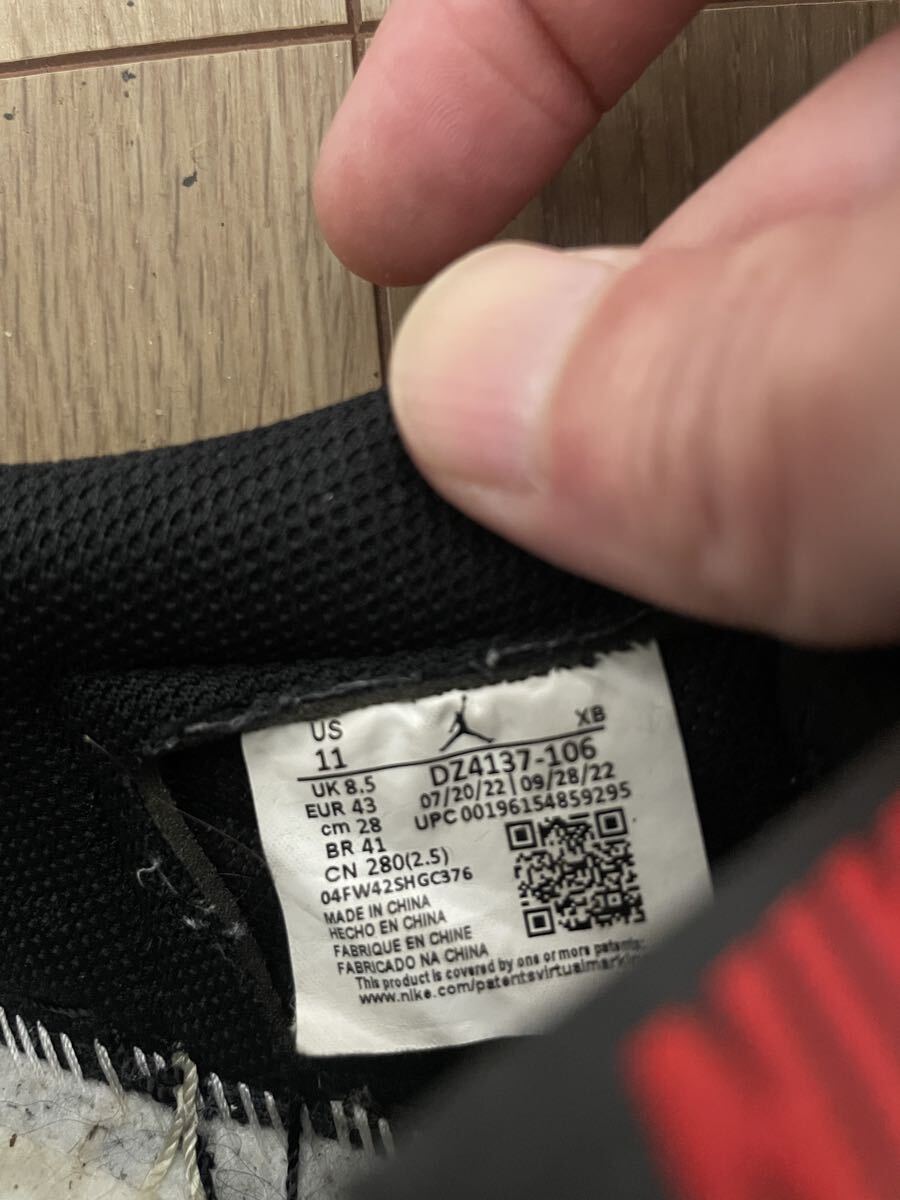 US XB
11 DZ4137-106
UK 8.5 07/20/22 | 09/28/22
EUR 43 UPC 00196154859295
cm 28
BR 41
CN 280(2.5)
04FW42SHGC376
MADE IN CHINA
HECHO EN CHINA
FABRIQUE EN CHINE
FABRICADO NA CHINA
This product is covered by one or more patents:
www.nike.com/patentsvirtualmarkin